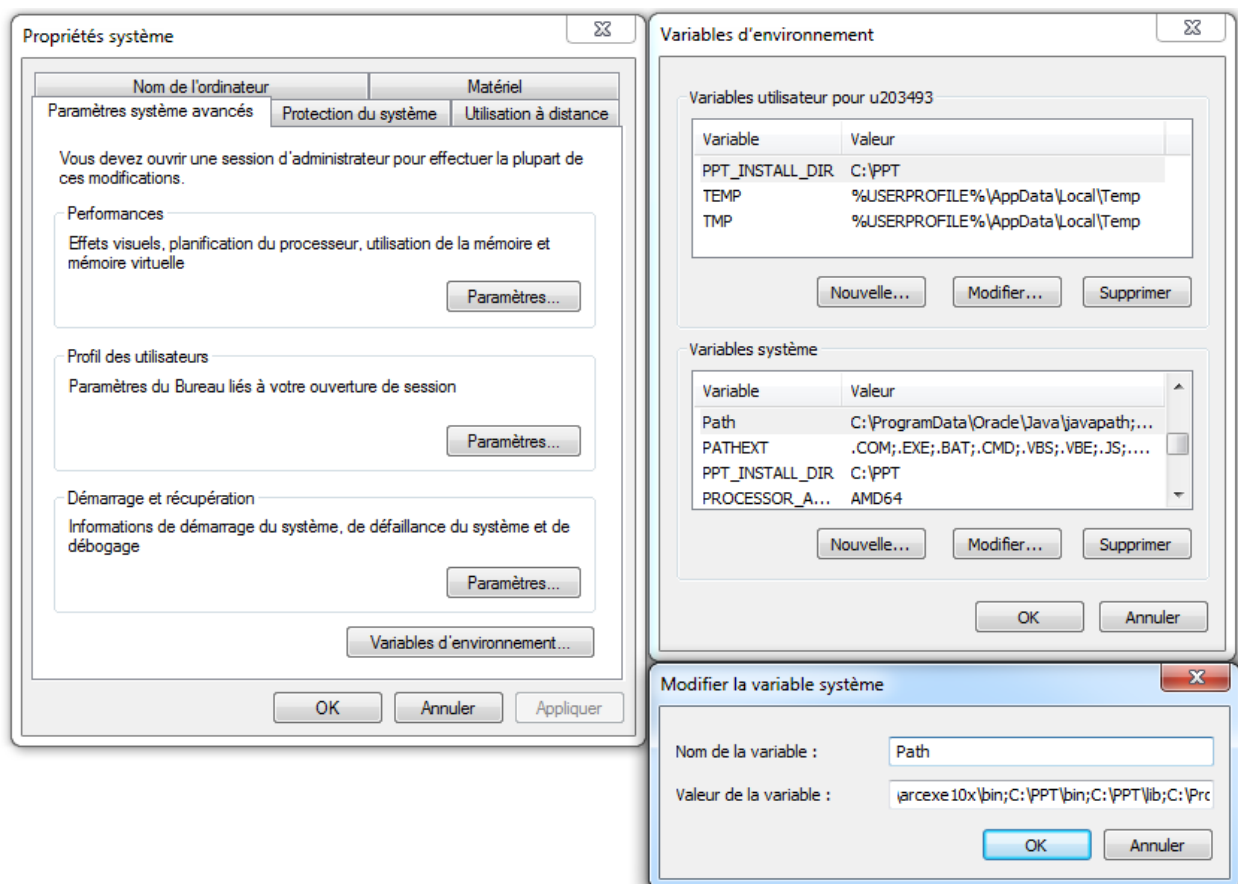 Propriétés système
Nom de l'ordinateur
Matériel
Paramètres système avancés
Protection du système
Utilisation à distance
Vous devez ouvrir une session d'administrateur pour effectuer la plupart de
ces modifications.
Performances
Effets visuels, planification du processeur, utilisation de la mémoire et
mémoire virtuelle
Paramètres...
Profil des utilisateurs
Paramètres du Bureau liés à votre ouverture de session
Paramètres...
Démarrage et récupération
Informations de démarrage du système, de défaillance du système et de
débogage
Paramètres...
Variables d'environnement...
OK
Annuler
Appliquer
Variables d'environnement
Variables utilisateur pour u203493
Variable Valeur
PPT_INSTALL_DIR C:\PPT
TEMP %USERPROFILE%\AppData\Local\Temp
TMP %USERPROFILE%\AppData\Local\Temp
Nouvelle...
Modifier...
Supprimer
Variables système
Variable Valeur
Path C:\ProgramData\Oracle\Java\javapath;...
PATHEXT .COM;.EXE;.BAT;.CMD;.VBS;.VBE;.JS;....
PPT_INSTALL_DIR C:\PPT
PROCESSOR_A... AMD64
Nouvelle...
Modifier...
Supprimer
OK
Annuler
Modifier la variable système
Nom de la variable : Path
Valeur de la variable : \arcexe10x\bin;C:\PPT\bin;C:\PPT\lib;C:\Prc
OK
Annuler